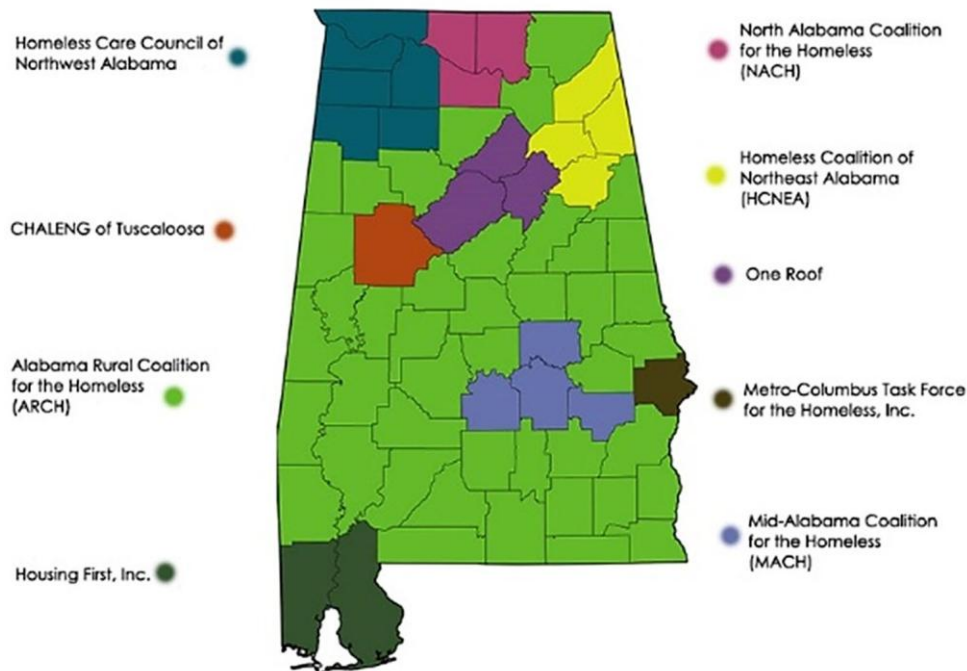 Homeless Care Council of
Northwest Alabama
CHALENG of Tuscaloosa
Alabama Rural Coalition
for the Homeless
(ARCH)
Housing First, Inc.
North Alabama Coalition
for the Homeless
(NACH)
Homeless Coalition of
Northeast Alabama
(HCNEA)
One Roof
Metro-Columbus Task Force
for the Homeless, Inc.
Mid-Alabama Coalition
for the Homeless
(MACH)